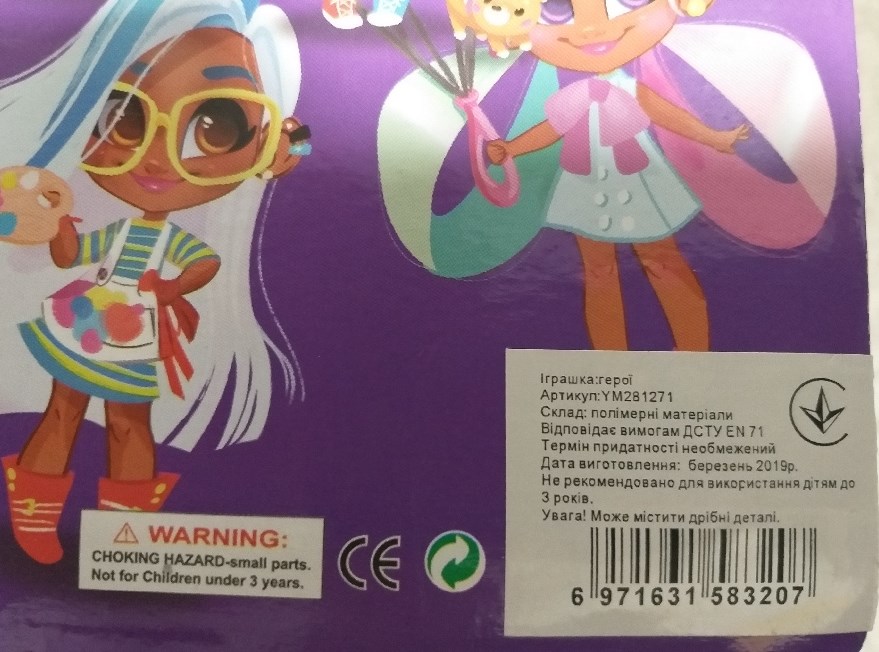 Іграшка:герої
Артикул:YM281271
Склад: полімерні матеріали
Відповідає вимогам ДСТУ EN 71
Термін придатності необмежений
Дата виготовлення: березень 2019р.
Не рекомендовано для використання дітям до
3 років.
Увага! Може містити дрібні деталі.
6 971631 583207
WARNING:
CHOKING HAZARD-small parts.
Not for Children under 3 years.
CE